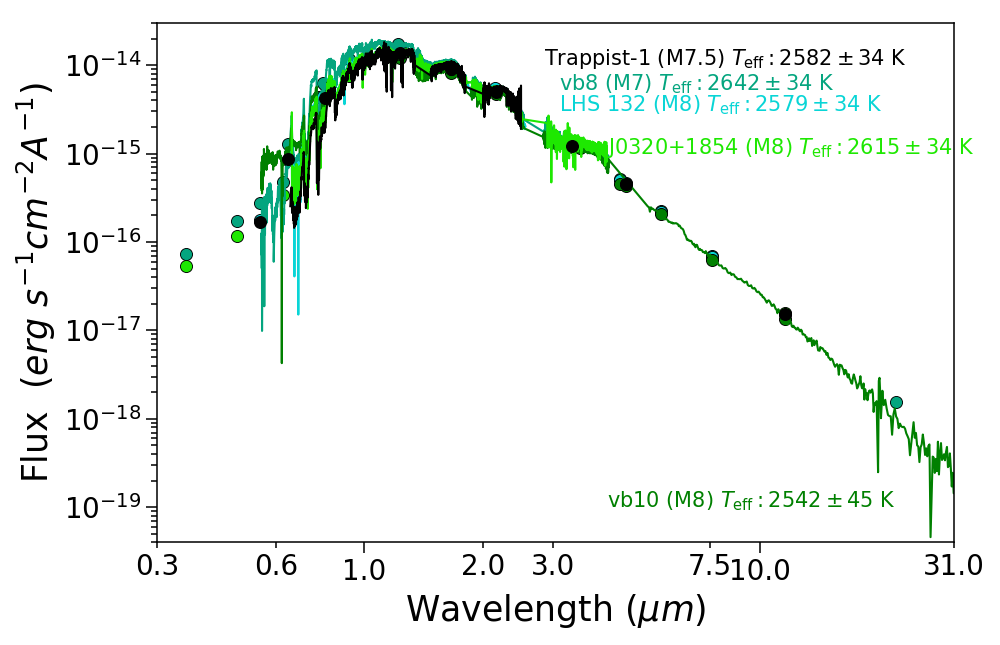 Trappist-1 (M7.5) T_eff : 2582 ± 34 K
vb8 (M7) T_eff : 2642 ± 34 K
LHS 132 (M8) T_eff : 2579 ± 34 K
J0320+1854 (M8) T_eff : 2615 ± 34 K
vb10 (M8) T_eff : 2542 ± 45 K
Flux (erg s⁻¹cm⁻²A⁻¹)
10⁻¹⁴
10⁻¹⁵
10⁻¹⁶
10⁻¹⁷
10⁻¹⁸
10⁻¹⁹
0.3 0.6 1.0 2.0 3.0 7.5 10.0 31.0
Wavelength (μm)